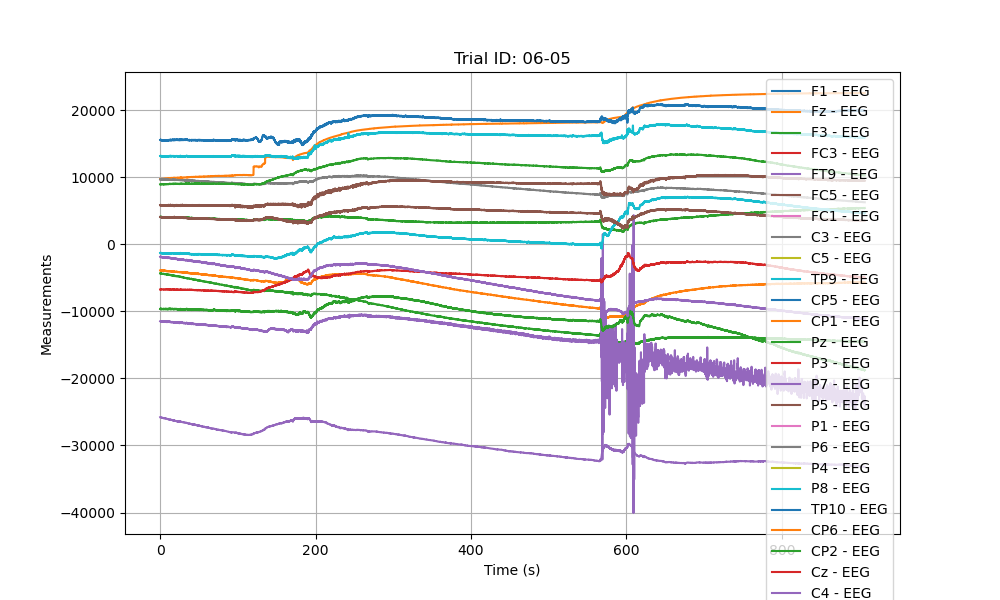 Trial ID: 06-05
Measurements
20000
10000
0
−10000
−20000
−30000
−40000
0
200
400
600
800
Time (s)
F1 - EEG
Fz - EEG
F3 - EEG
FC3 - EEG
FT9 - EEG
FC5 - EEG
FC1 - EEG
C3 - EEG
C5 - EEG
TP9 - EEG
CP5 - EEG
CP1 - EEG
Pz - EEG
P3 - EEG
P7 - EEG
P5 - EEG
P1 - EEG
P6 - EEG
P4 - EEG
P8 - EEG
TP10 - EEG
CP6 - EEG
CP2 - EEG
Cz - EEG
C4 - EEG